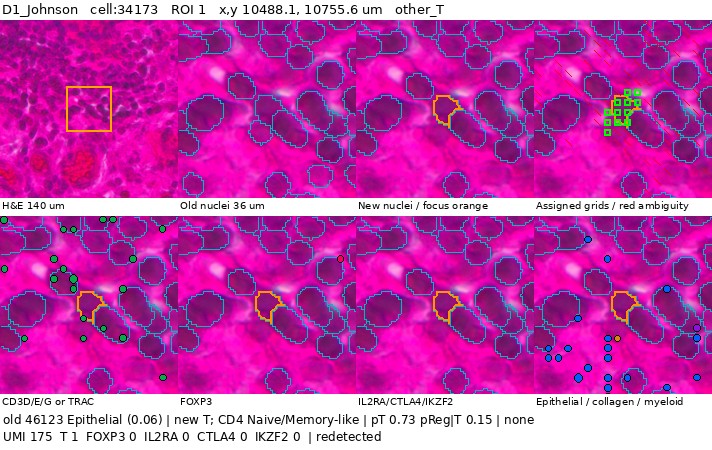 D1_Johnson cell:34173 ROI 1 x,y 10488.1, 10755.6 um other_T
H&E 140 um
Old nuclei 36 um
New nuclei / focus orange
Assigned grids / red ambiguity
CD3D/E/G or TRAC
FOXP3
IL2RA/CTLA4/IKZF2
Epithelial / collagen / myeloid
old 46123 Epithelial (0.06) | new T; CD4 Naive/Memory-like | pT 0.73 pReg|T 0.15 | none
UMI 175 T 1 FOXP3 0 IL2RA 0 CTLA4 0 IKZF2 0 | redetected